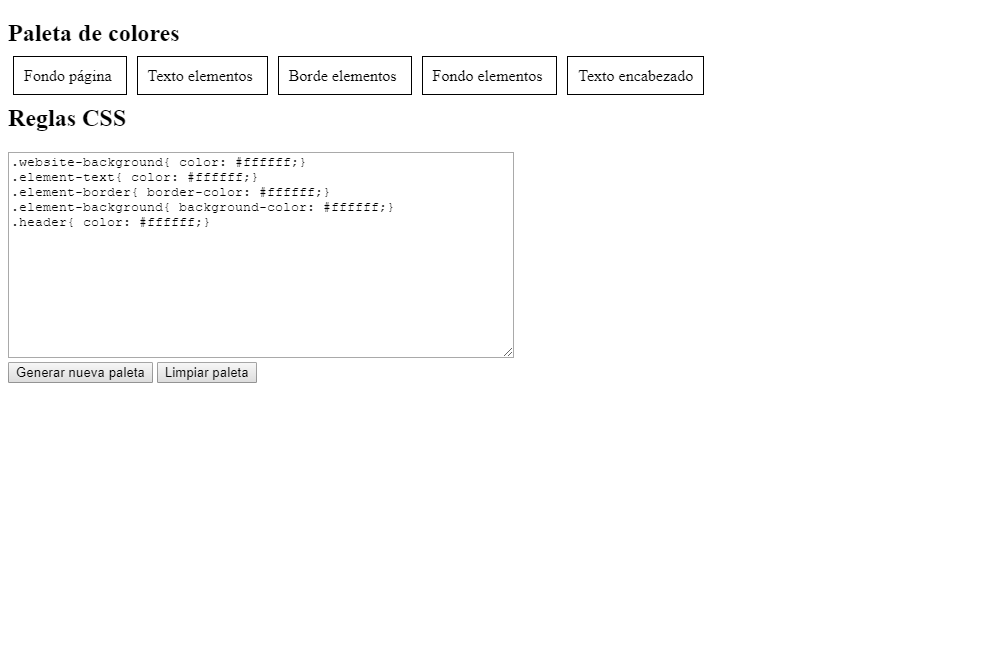 Paleta de colores
Fondo página Texto elementos Borde elementos Fondo elementos Texto encabezado
Reglas CSS
.website-background{ color: #ffffff;}
.element-text{ color: #ffffff;}
.element-border{ border-color: #ffffff;}
.element-background{ background-color: #ffffff;}
.header{ color: #ffffff;}
Generar nueva paleta Limpiar paleta